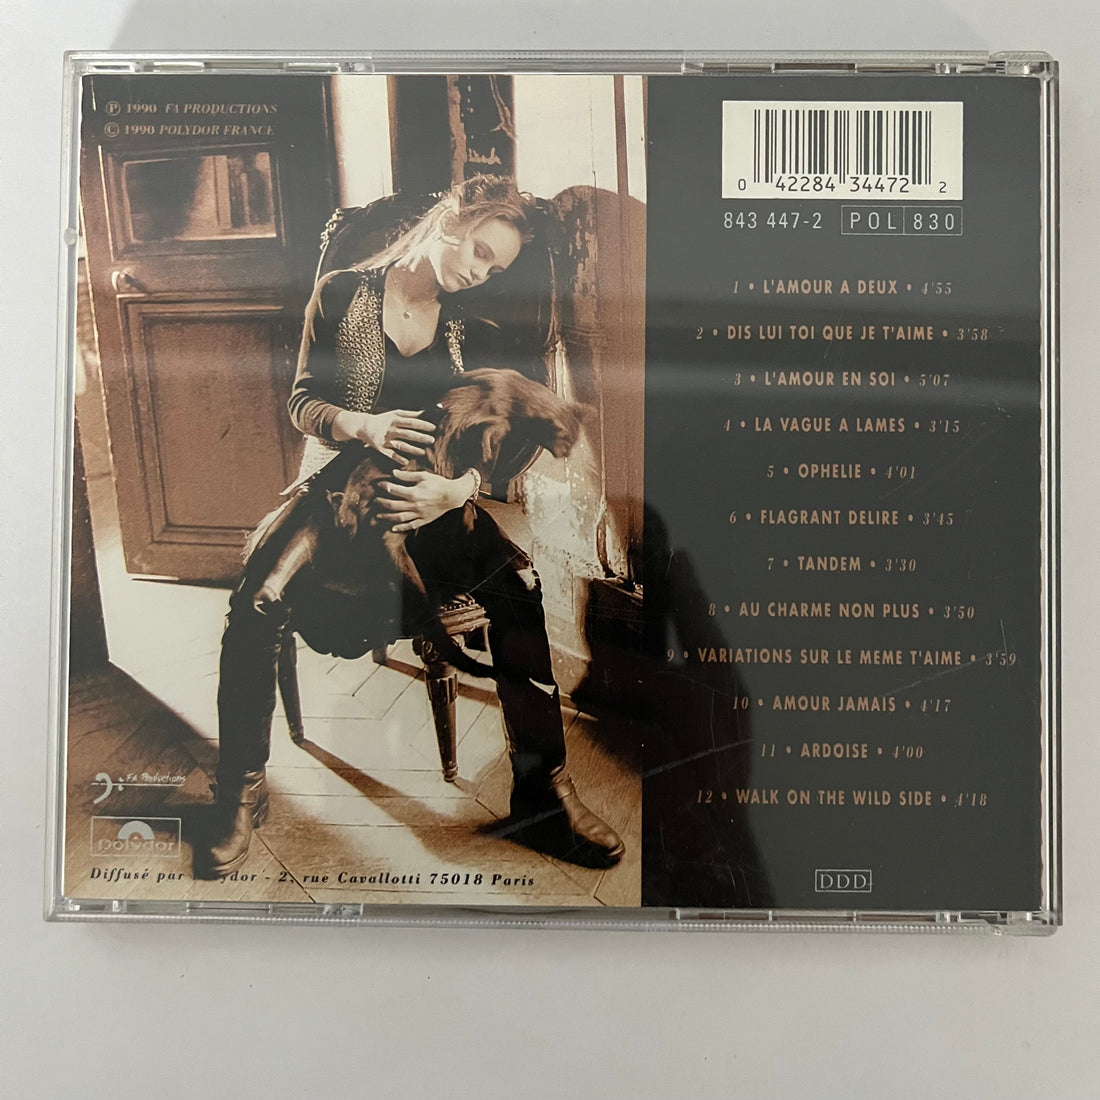 ℗ 1990 FA PRODUCTIONS
© 1990 POLYDOR FRANCE
0 42284 34472 2
843 447-2 POL 830
1 • L'AMOUR A DEUX • 4'55
2 • DIS LUI TOI QUE JE T'AIME • 3'58
3 • L'AMOUR EN SOI • 5'07
4 • LA VAGUE A LAMES • 3'15
5 • OPHELIE • 4'01
6 • FLAGRANT DELIRE • 3'45
7 • TANDEM • 3'30
8 • AU CHARME NON PLUS • 3'50
9 • VARIATIONS SUR LE MEME T'AIME • 3'59
10 • AMOUR JAMAIS • 4'17
11 • ARDOISE • 4'00
12 • WALK ON THE WILD SIDE • 4'18
FA Productions
polydor
Diffusé par Polydor - 2, rue Cavallotti 75018 Paris
DDD